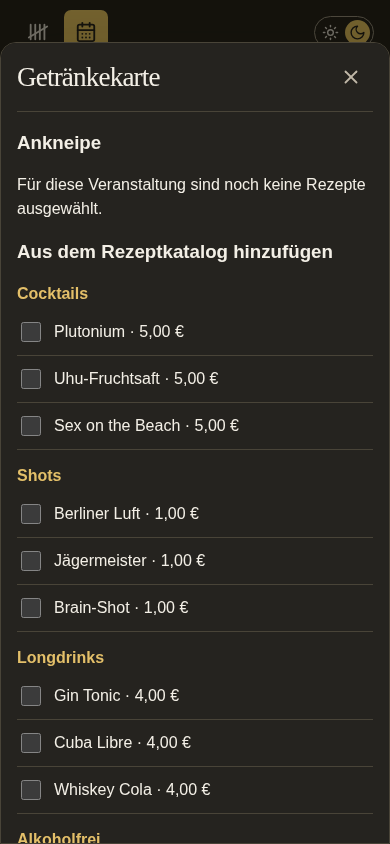 Getränkekarte
Ankneipe
Für diese Veranstaltung sind noch keine Rezepte
ausgewählt.
Aus dem Rezeptkatalog hinzufügen
Cocktails
Plutonium · 5,00 €
Uhu-Fruchtsaft · 5,00 €
Sex on the Beach · 5,00 €
Shots
Berliner Luft · 1,00 €
Jägermeister · 1,00 €
Brain-Shot · 1,00 €
Longdrinks
Gin Tonic · 4,00 €
Cuba Libre · 4,00 €
Whiskey Cola · 4,00 €
Alkoholfrei